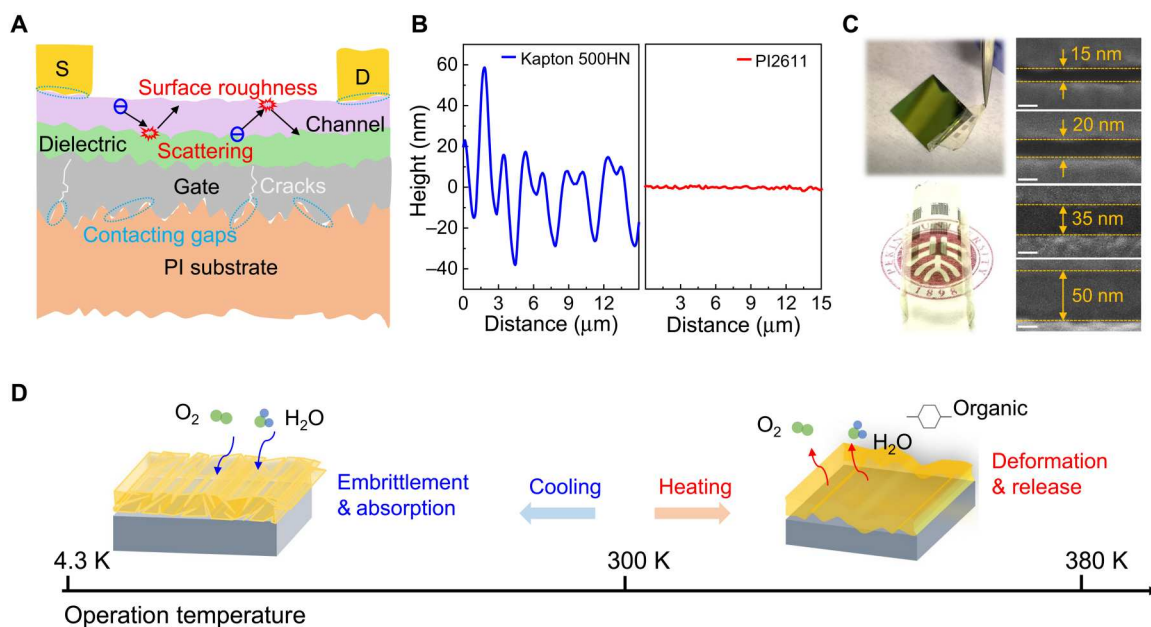 A
S
D
Surface roughness
Channel
Dielectric
Scattering
Gate
Cracks
Contacting gaps
PI substrate
B
Kapton 500HN
PI2611
Height (nm)
60
40
20
0
−20
−40
0 3 6 9 12
3 6 9 12 15
Distance (μm)
Distance (μm)
C
1898
15 nm
20 nm
35 nm
50 nm
D
O2
H2O
Embrittlement
& absorption
Cooling
Heating
O2
H2O
Organic
Deformation
& release
4.3 K
300 K
380 K
Operation temperature